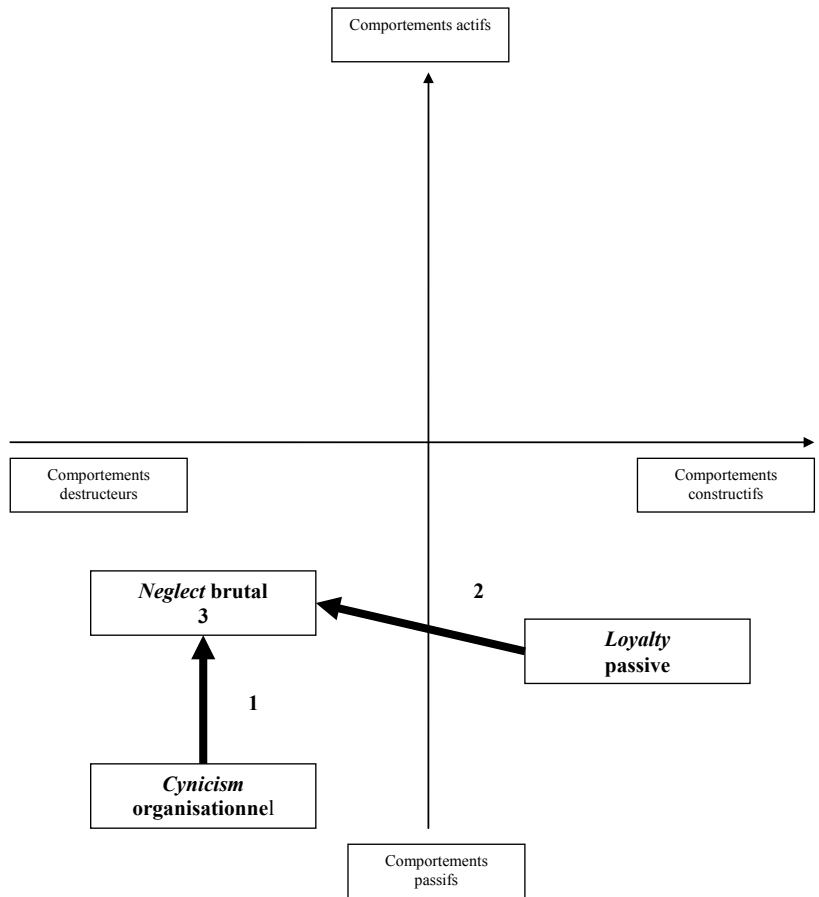 Comportements actifs
Comportements
destructeurs
Comportements
constructifs
Neglect brutal
3
2
Loyalty
passive
1
Cynicism
organisationnel
Comportements
passifs